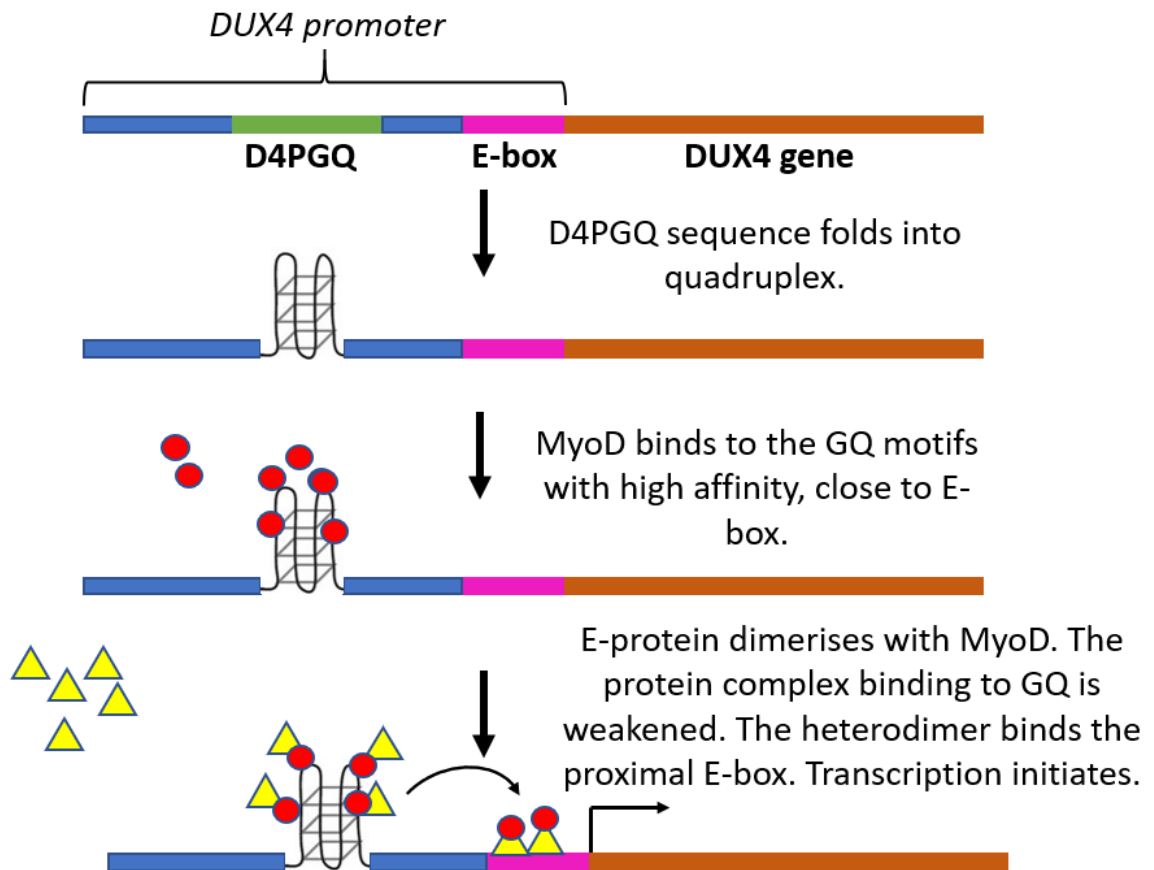 DUX4 promoter
D4PGQ
E-box
DUX4 gene
D4PGQ sequence folds into
quadruplex.
MyoD binds to the GQ motifs
with high affinity, close to E-
box.
E-protein dimerises with MyoD. The
protein complex binding to GQ is
weakened. The heterodimer binds the
proximal E-box. Transcription initiates.